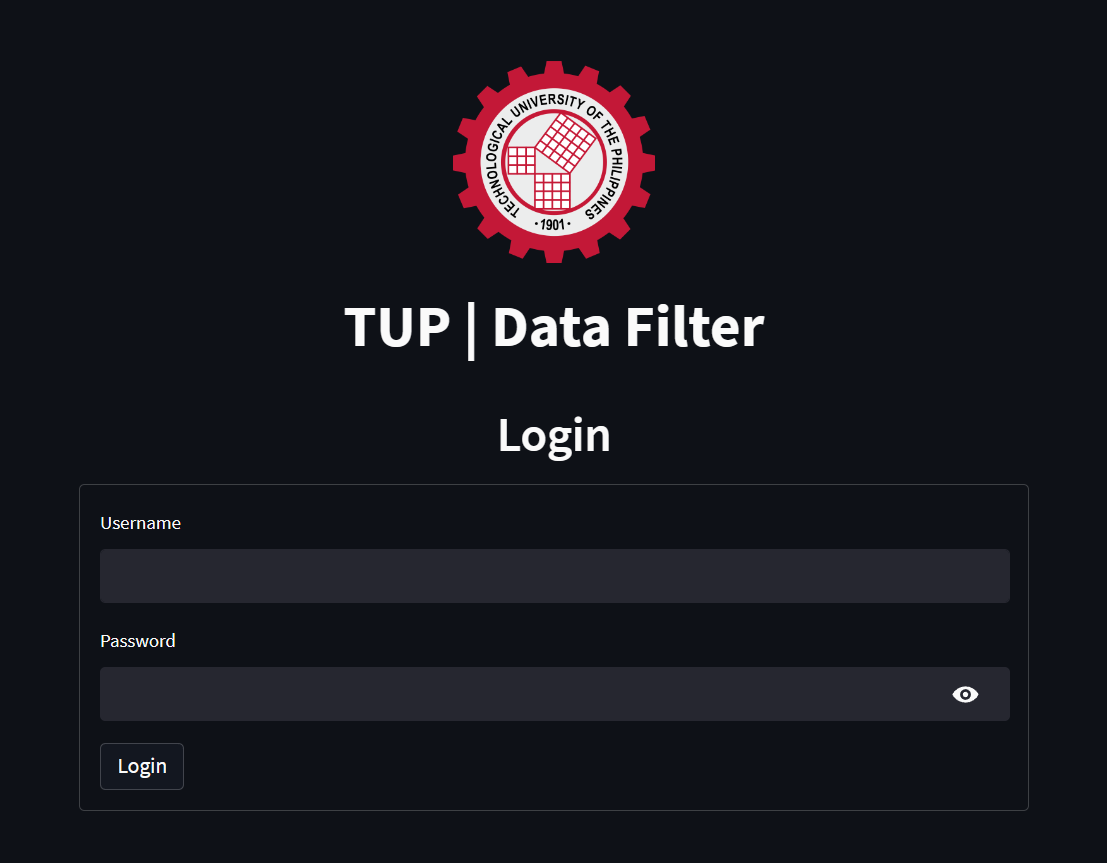 TECHNOLOGICAL UNIVERSITY OF THE PHILIPPINES
· 1901 ·
TUP | Data Filter
Login
Username
Password
Login